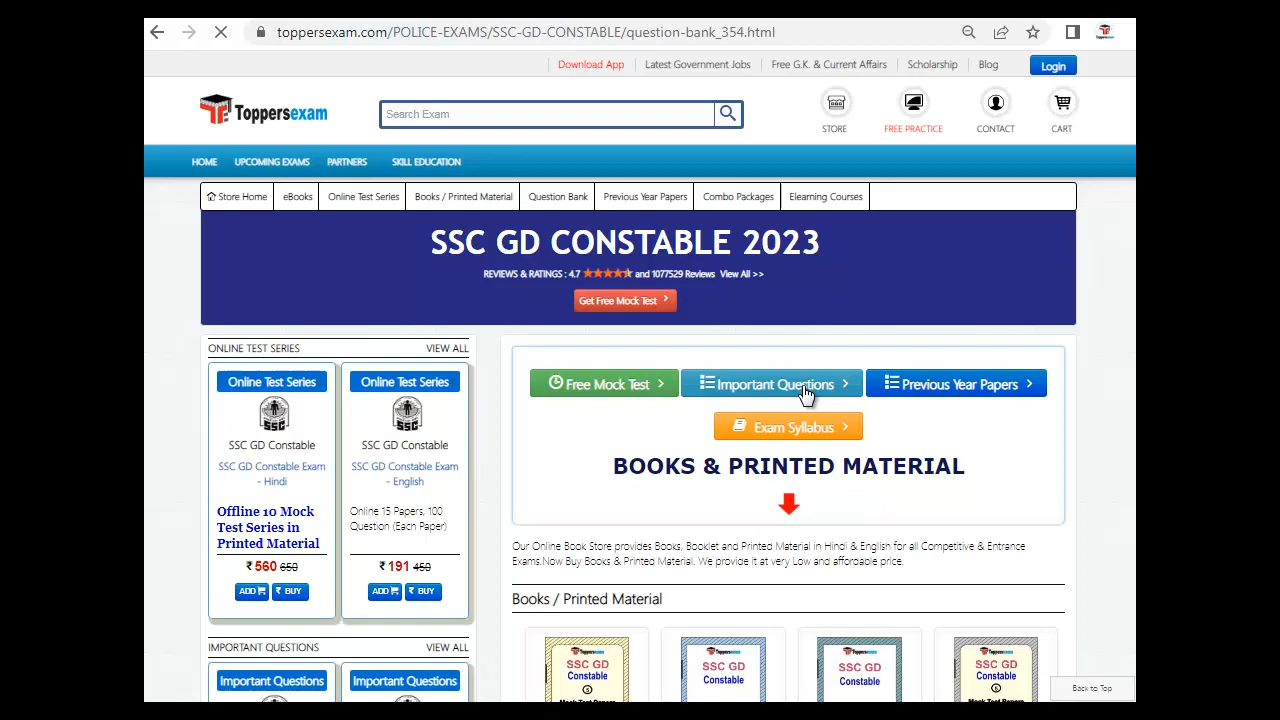 toppersexam.com/POLICE-EXAMS/SSC-GD-CONSTABLE/question-bank_354.html
Download App Latest Government Jobs Free G.K. & Current Affairs Scholarship Blog Login
Toppersexam Search Exam
STORE FREE PRACTICE CONTACT CART
HOME UPCOMING EXAMS PARTNERS SKILL EDUCATION
Store Home eBooks Online Test Series Books / Printed Material Question Bank Previous Year Papers Combo Packages Elearning Courses
SSC GD CONSTABLE 2023
REVIEWS & RATINGS : 4.7 and 1077529 Reviews View All >>
Get Free Mock Test
ONLINE TEST SERIES VIEW ALL
Online Test Series
SSC
SSC GD Constable
SSC GD Constable Exam
- Hindi
Offline 10 Mock
Test Series in
Printed Material
₹ 560 650
ADD ₹ BUY
Online Test Series
SSC
SSC GD Constable
SSC GD Constable Exam
- English
Online 15 Papers, 100
Question (Each Paper)
₹ 191 450
ADD ₹ BUY
IMPORTANT QUESTIONS VIEW ALL
Important Questions Important Questions
Free Mock Test Important Questions Previous Year Papers
Exam Syllabus
BOOKS & PRINTED MATERIAL
Our Online Book Store provides Books, Booklet and Printed Material in Hindi & English for all Competitive & Entrance
Exams.Now Buy Books & Printed Material. We provide it at very Low and affordable price.
Books / Printed Material
Toppersexam
SSC GD
Constable
Toppersexam
SSC GD
Constable
Toppersexam
SSC GD
Constable
Toppersexam
SSC GD
Constable
Back to Top